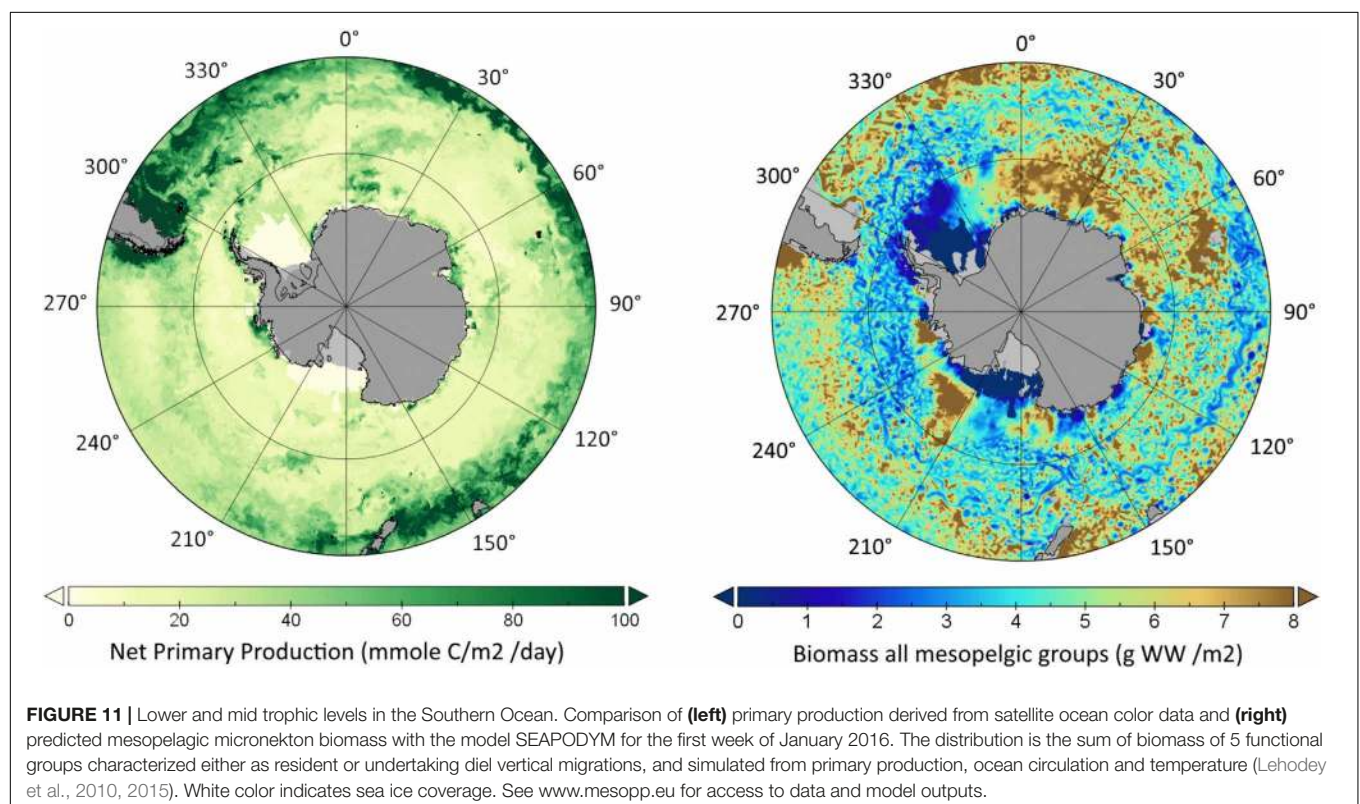 0°
30°
60°
90°
120°
150°
210°
240°
270°
300°
330°
0 20 40 60 80 100
Net Primary Production (mmole C/m2 /day)
0°
30°
60°
90°
120°
150°
210°
240°
270°
300°
330°
0 1 2 3 4 5 6 7 8
Biomass all mesopelgic groups (g WW /m2)
FIGURE 11 | Lower and mid trophic levels in the Southern Ocean. Comparison of (left) primary production derived from satellite ocean color data and (right)
predicted mesopelagic micronekton biomass with the model SEAPODYM for the first week of January 2016. The distribution is the sum of biomass of 5 functional
groups characterized either as resident or undertaking diel vertical migrations, and simulated from primary production, ocean circulation and temperature (Lehodey
et al., 2010, 2015). White color indicates sea ice coverage. See www.mesopp.eu for access to data and model outputs.